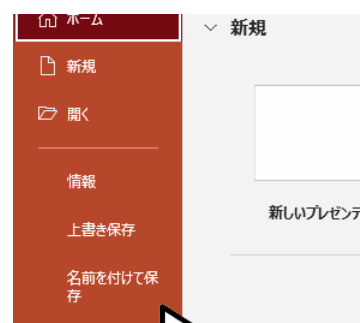 ホーム
新規
新規
開く
情報
新しいプレゼンテ
上書き保存
名前を付けて保
存